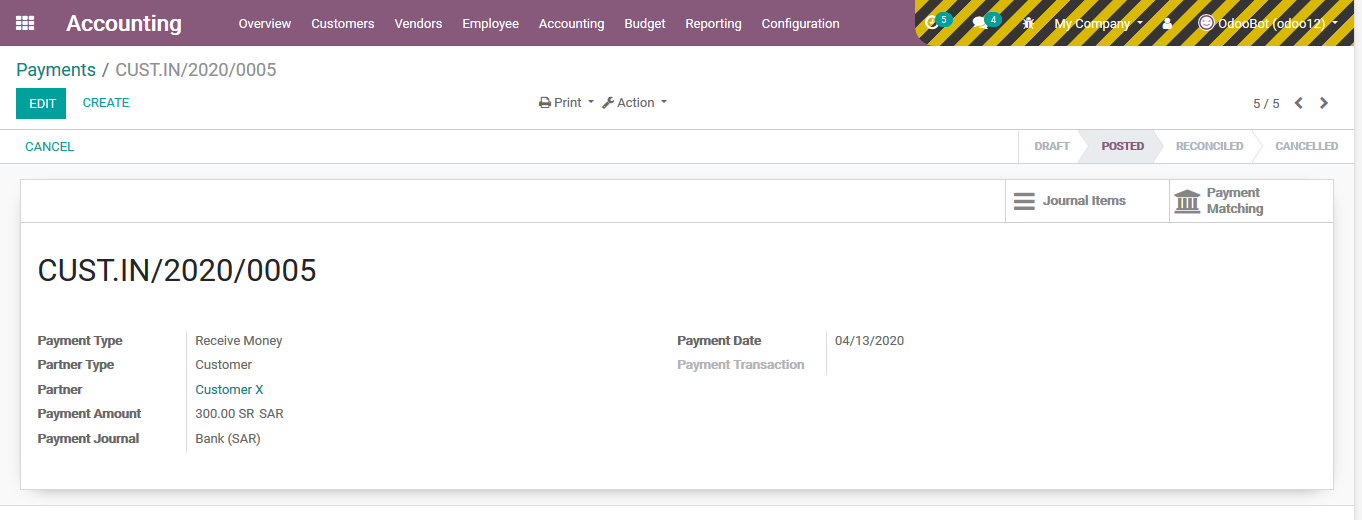 Accounting Overview Customers Vendors Employee Accounting Budget Reporting Configuration 5 4 My Company OdooBot (odoo12)
Payments / CUST.IN/2020/0005
EDIT CREATE Print Action 5 / 5
CANCEL DRAFT POSTED RECONCILED CANCELLED
Journal Items
Payment
Matching
CUST.IN/2020/0005
Payment Type Receive Money
Partner Type Customer
Partner Customer X
Payment Amount 300.00 SR SAR
Payment Journal Bank (SAR)
Payment Date 04/13/2020
Payment Transaction